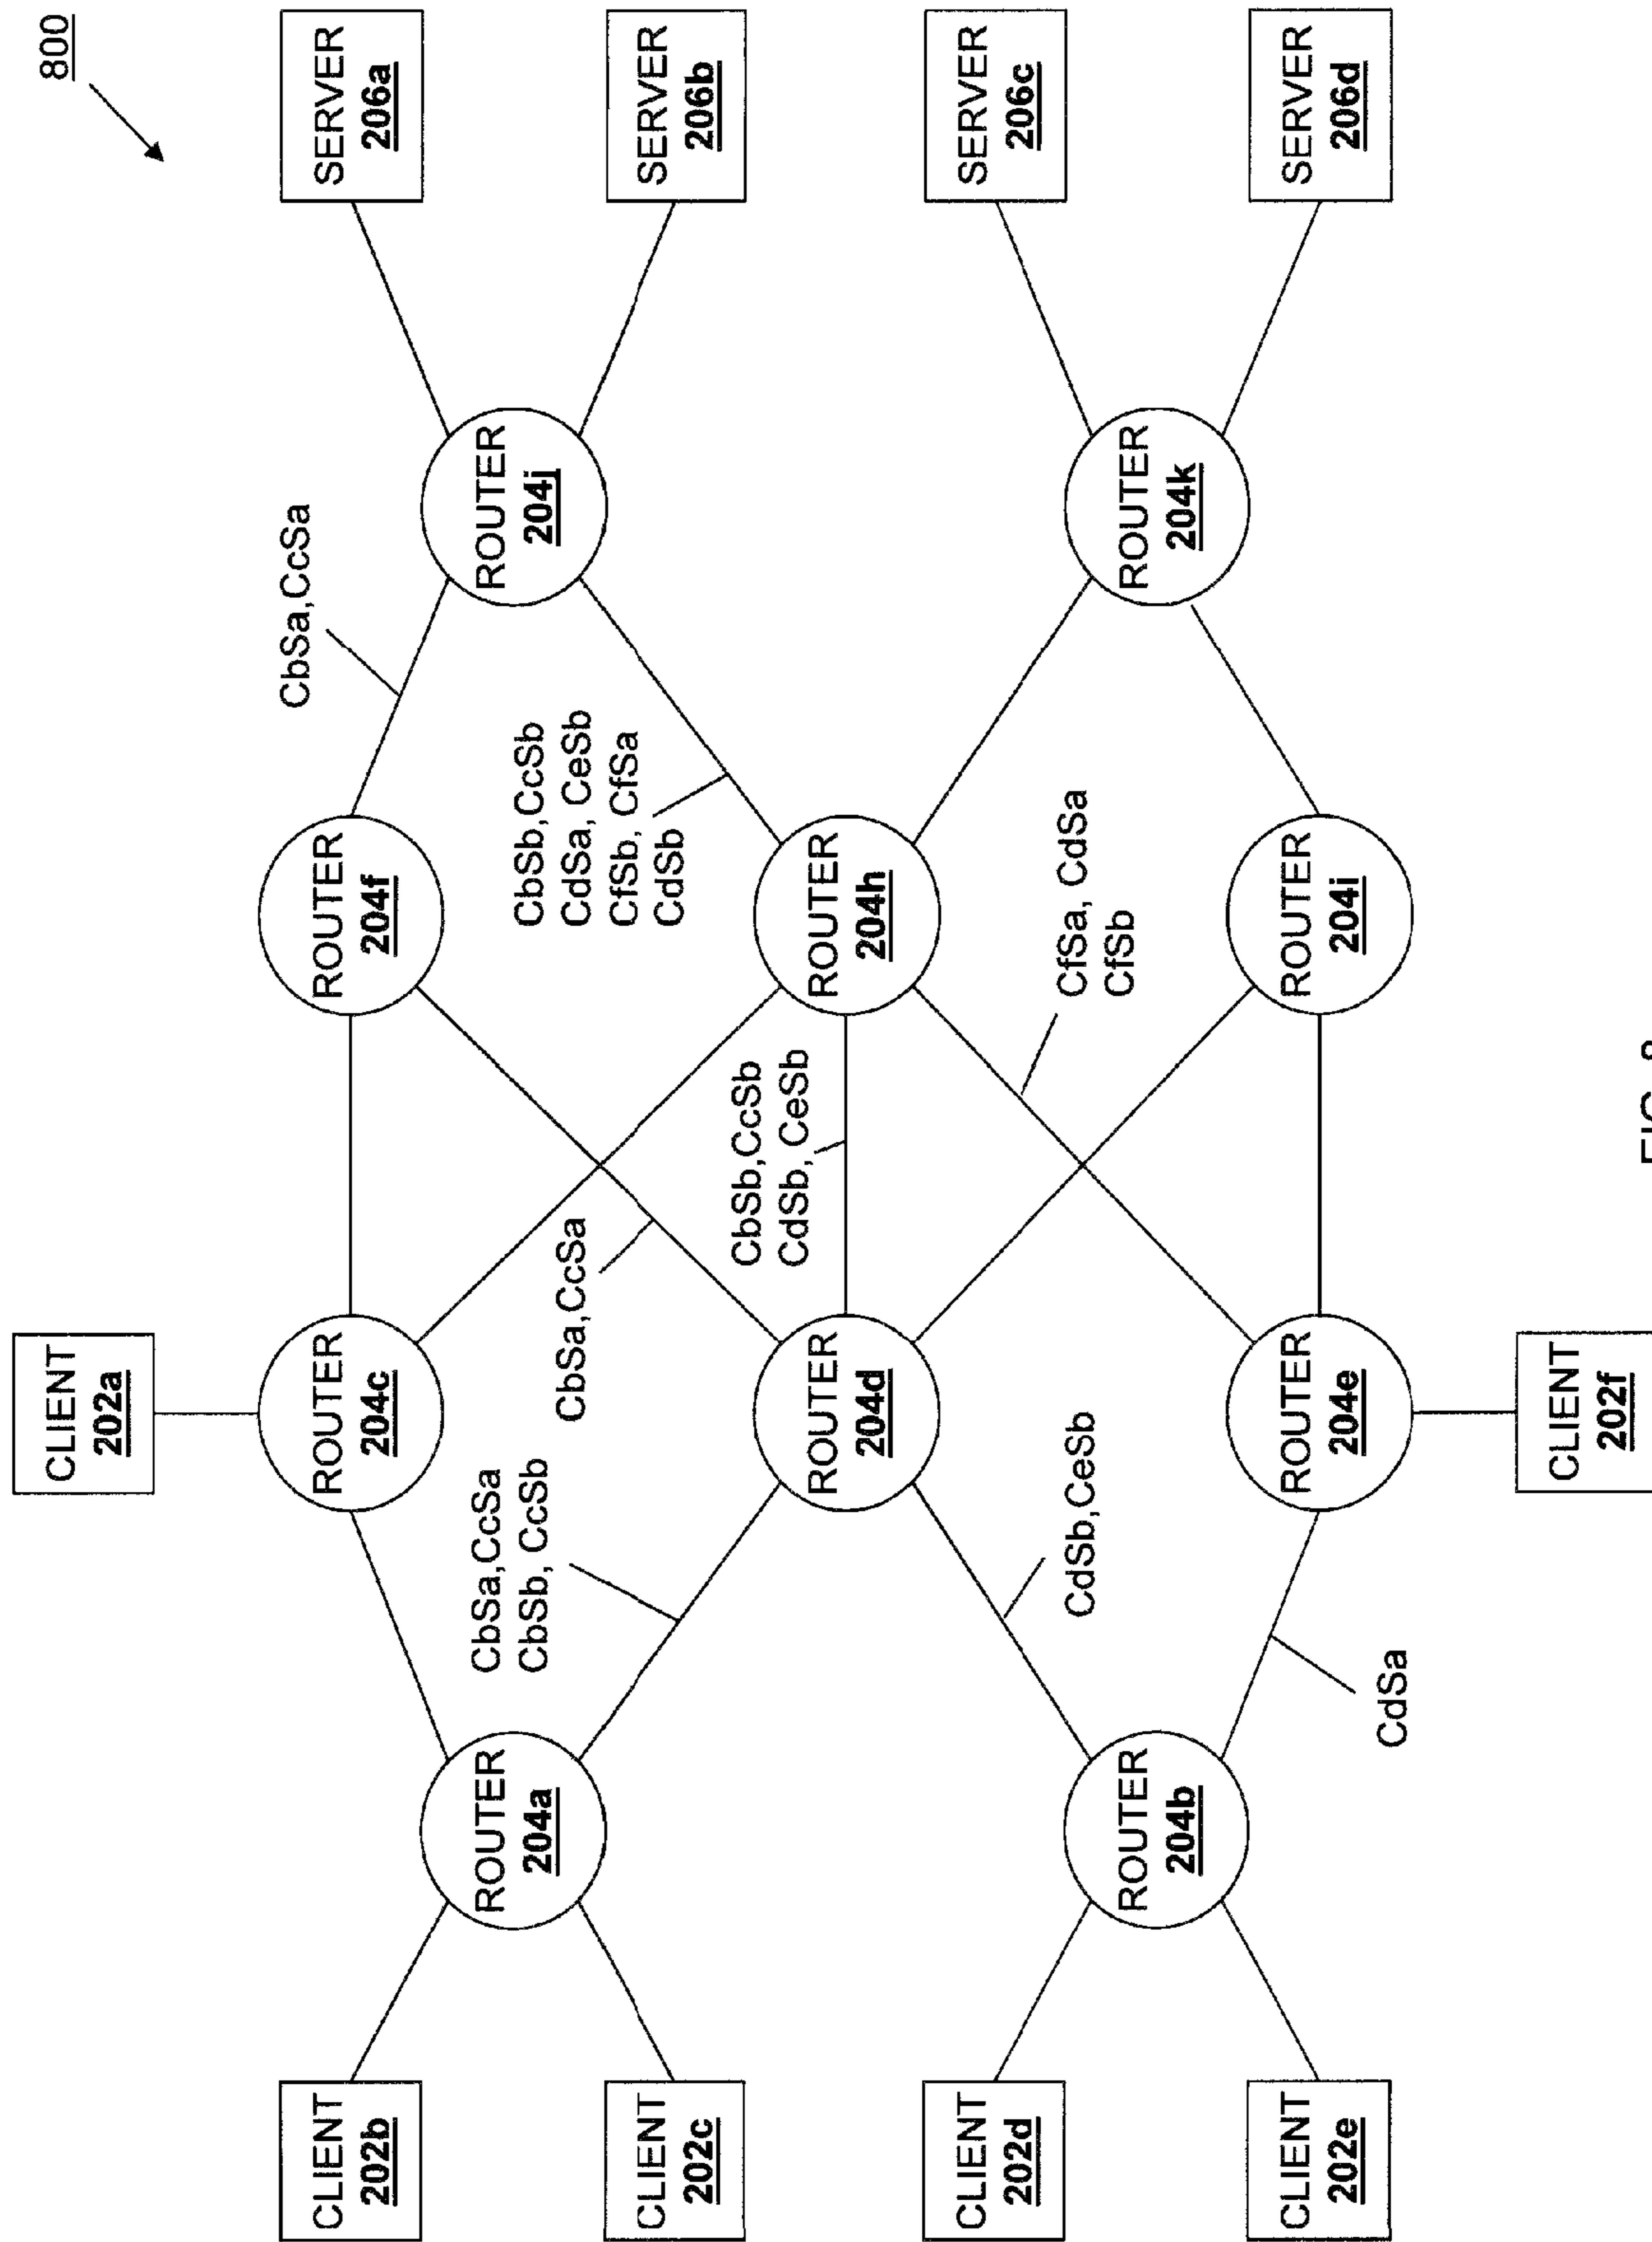 800
CLIENT
202a
CLIENT
202b
ROUTER
204c
ROUTER
204f
CbSa,CcSa
SERVER
206a
ROUTER
204a
CbSa,CcSa
CbSb, CcSb
CbSa,CcSa
CbSb,CcSb
CdSa, CeSb
CfSb, CfSa
CdSb
ROUTER
204j
CLIENT
202c
SERVER
206b
ROUTER
204d
CbSb,CcSb
CdSb, CeSb
ROUTER
204h
CLIENT
202d
CdSb,CeSb
CfSa, CdSa
CfSb
SERVER
206c
ROUTER
204b
ROUTER
204k
CLIENT
202e
CdSa
ROUTER
204e
ROUTER
204i
SERVER
206d
CLIENT
202f